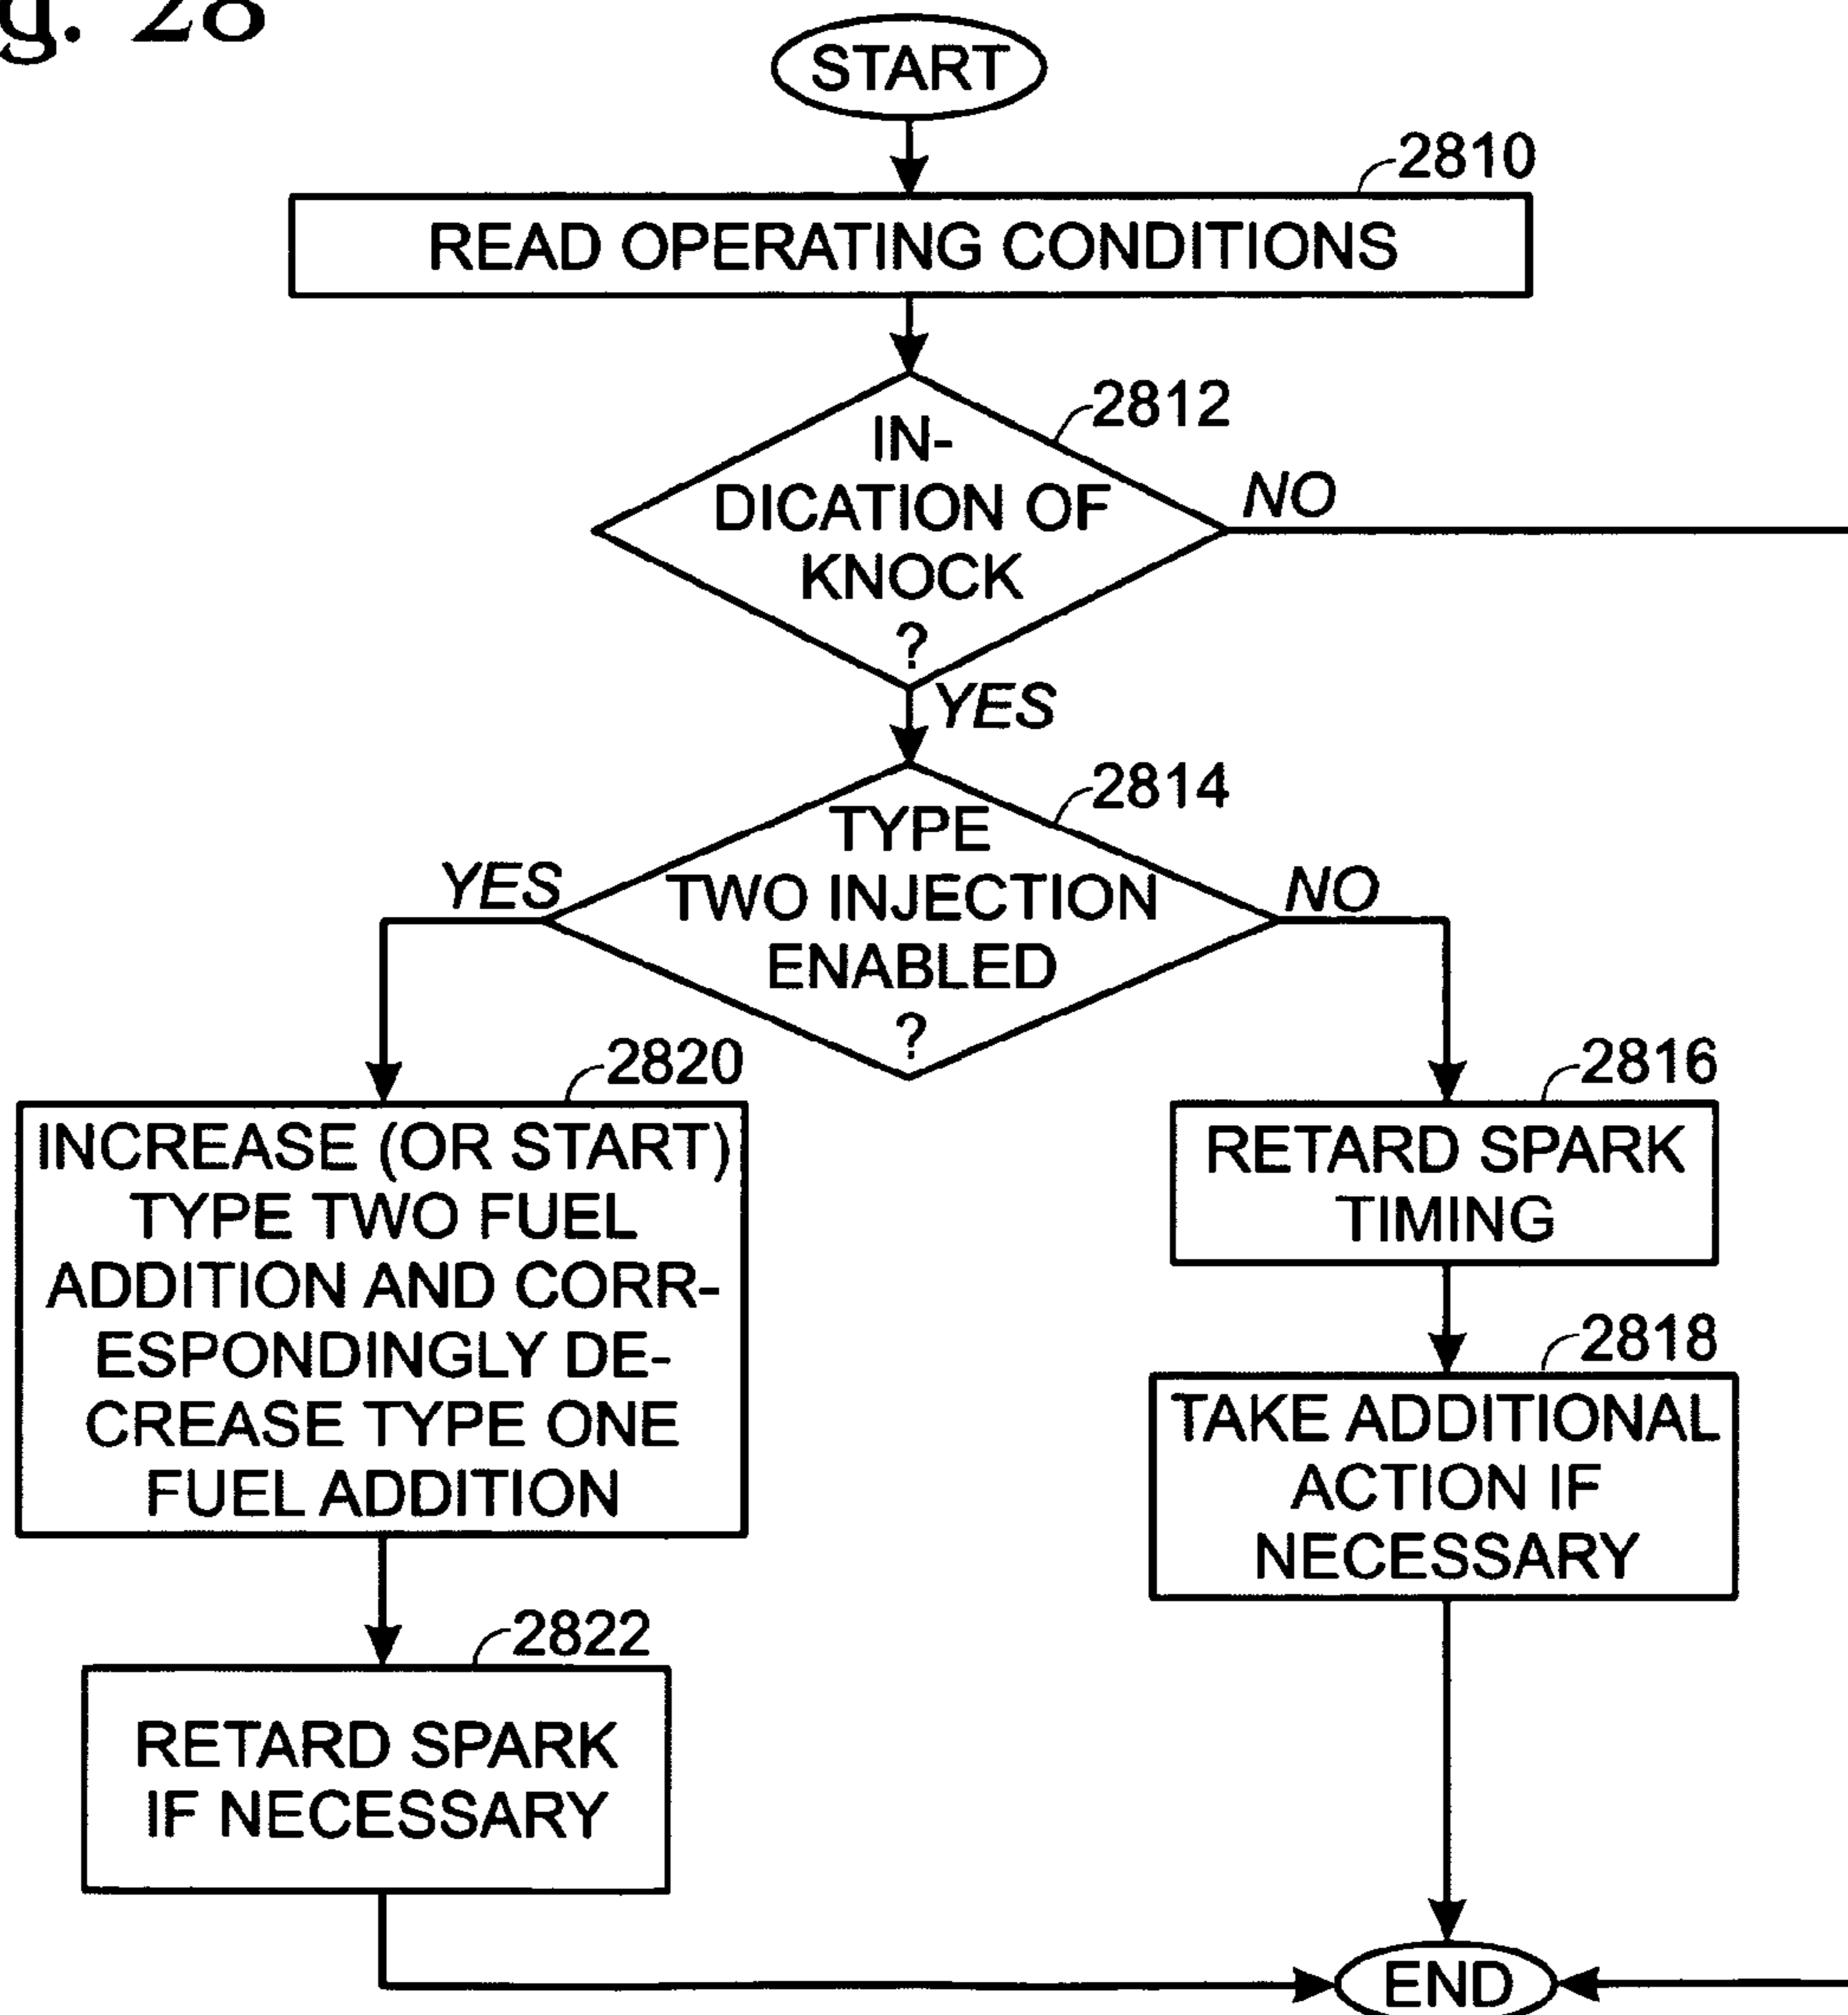 g. 28
START
2810
READ OPERATING CONDITIONS
2812
IN-
DICATION OF
KNOCK
?
NO
YES
2814
TYPE
TWO INJECTION
ENABLED
?
YES
NO
2820
INCREASE (OR START)
TYPE TWO FUEL
ADDITION AND CORR-
ESPONDINGLY DE-
CREASE TYPE ONE
FUEL ADDITION
2816
RETARD SPARK
TIMING
2818
TAKE ADDITIONAL
ACTION IF
NECESSARY
2822
RETARD SPARK
IF NECESSARY
END